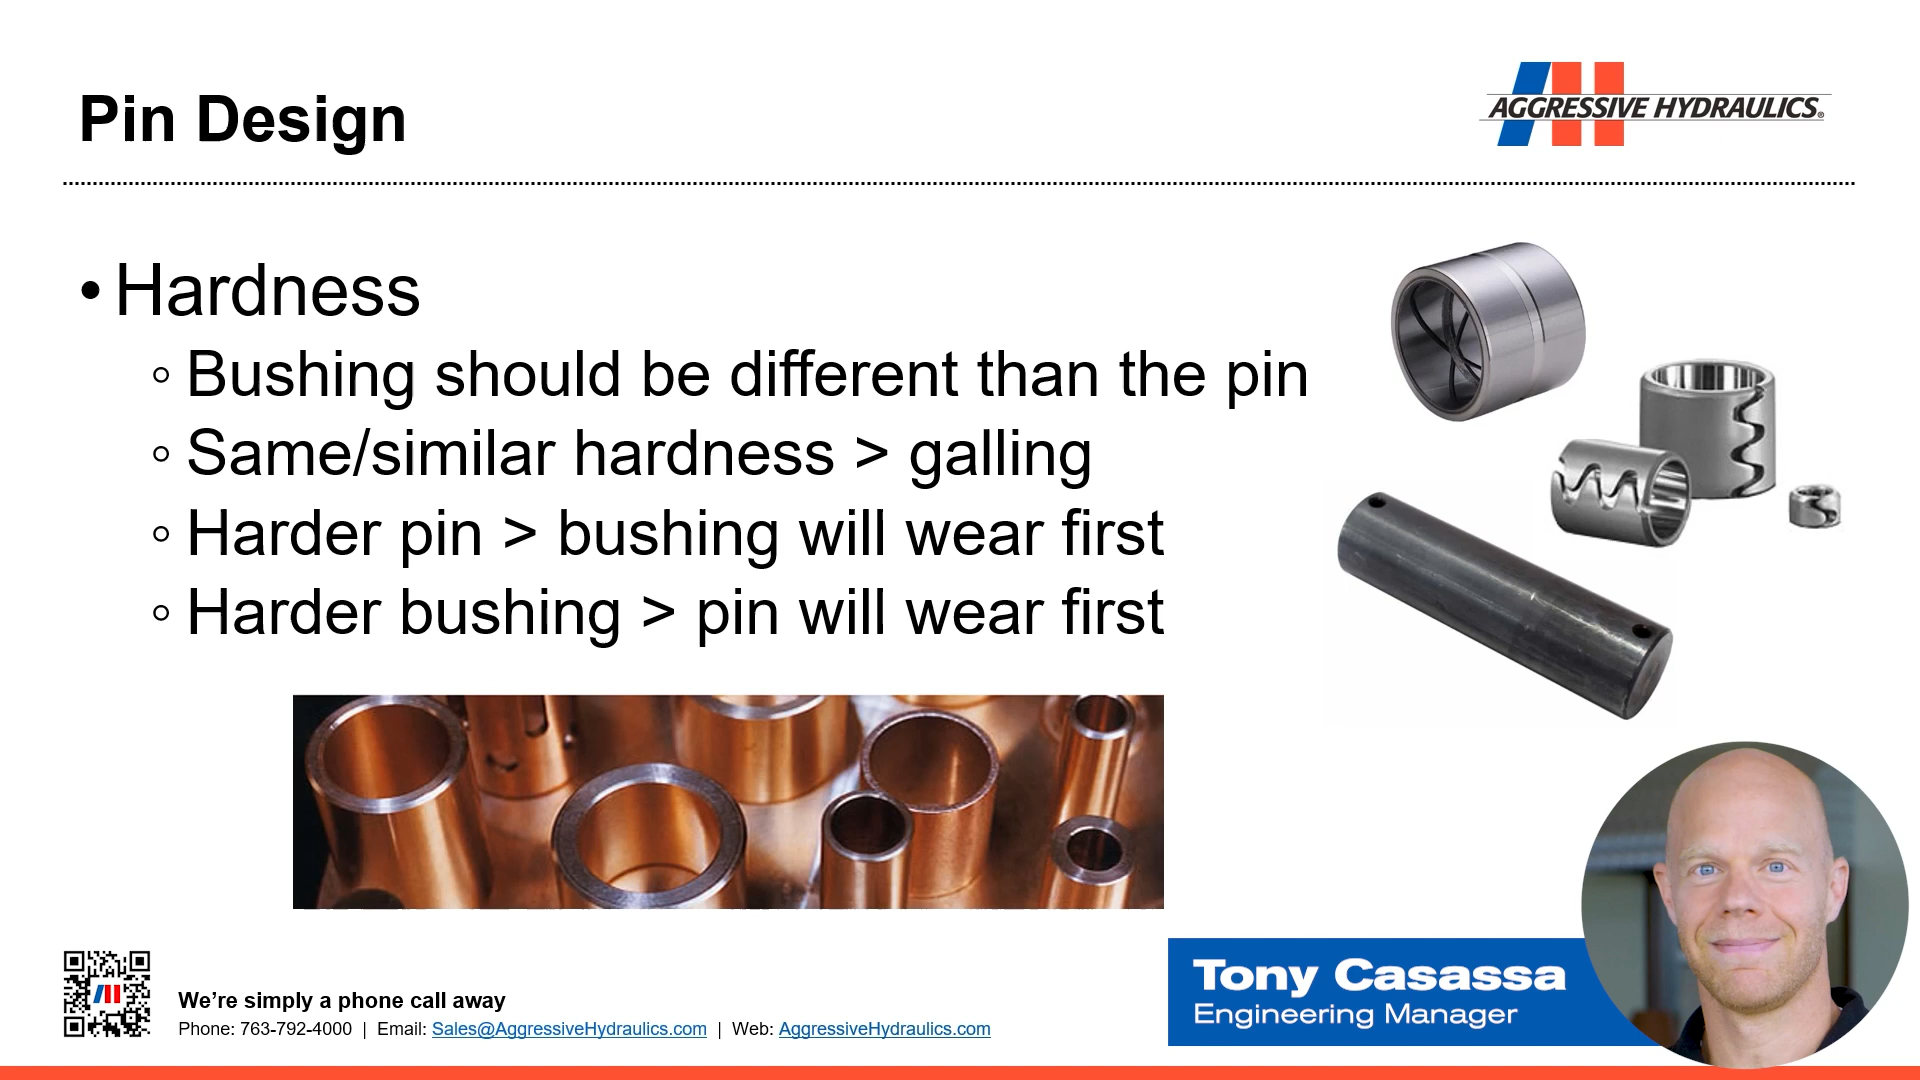 Pin Design
AGGRESSIVE HYDRAULICS®
• Hardness
◦ Bushing should be different than the pin
◦ Same/similar hardness > galling
◦ Harder pin > bushing will wear first
◦ Harder bushing > pin will wear first
We’re simply a phone call away
Phone: 763-792-4000 | Email: Sales@AggressiveHydraulics.com | Web: AggressiveHydraulics.com
Tony Casassa
Engineering Manager